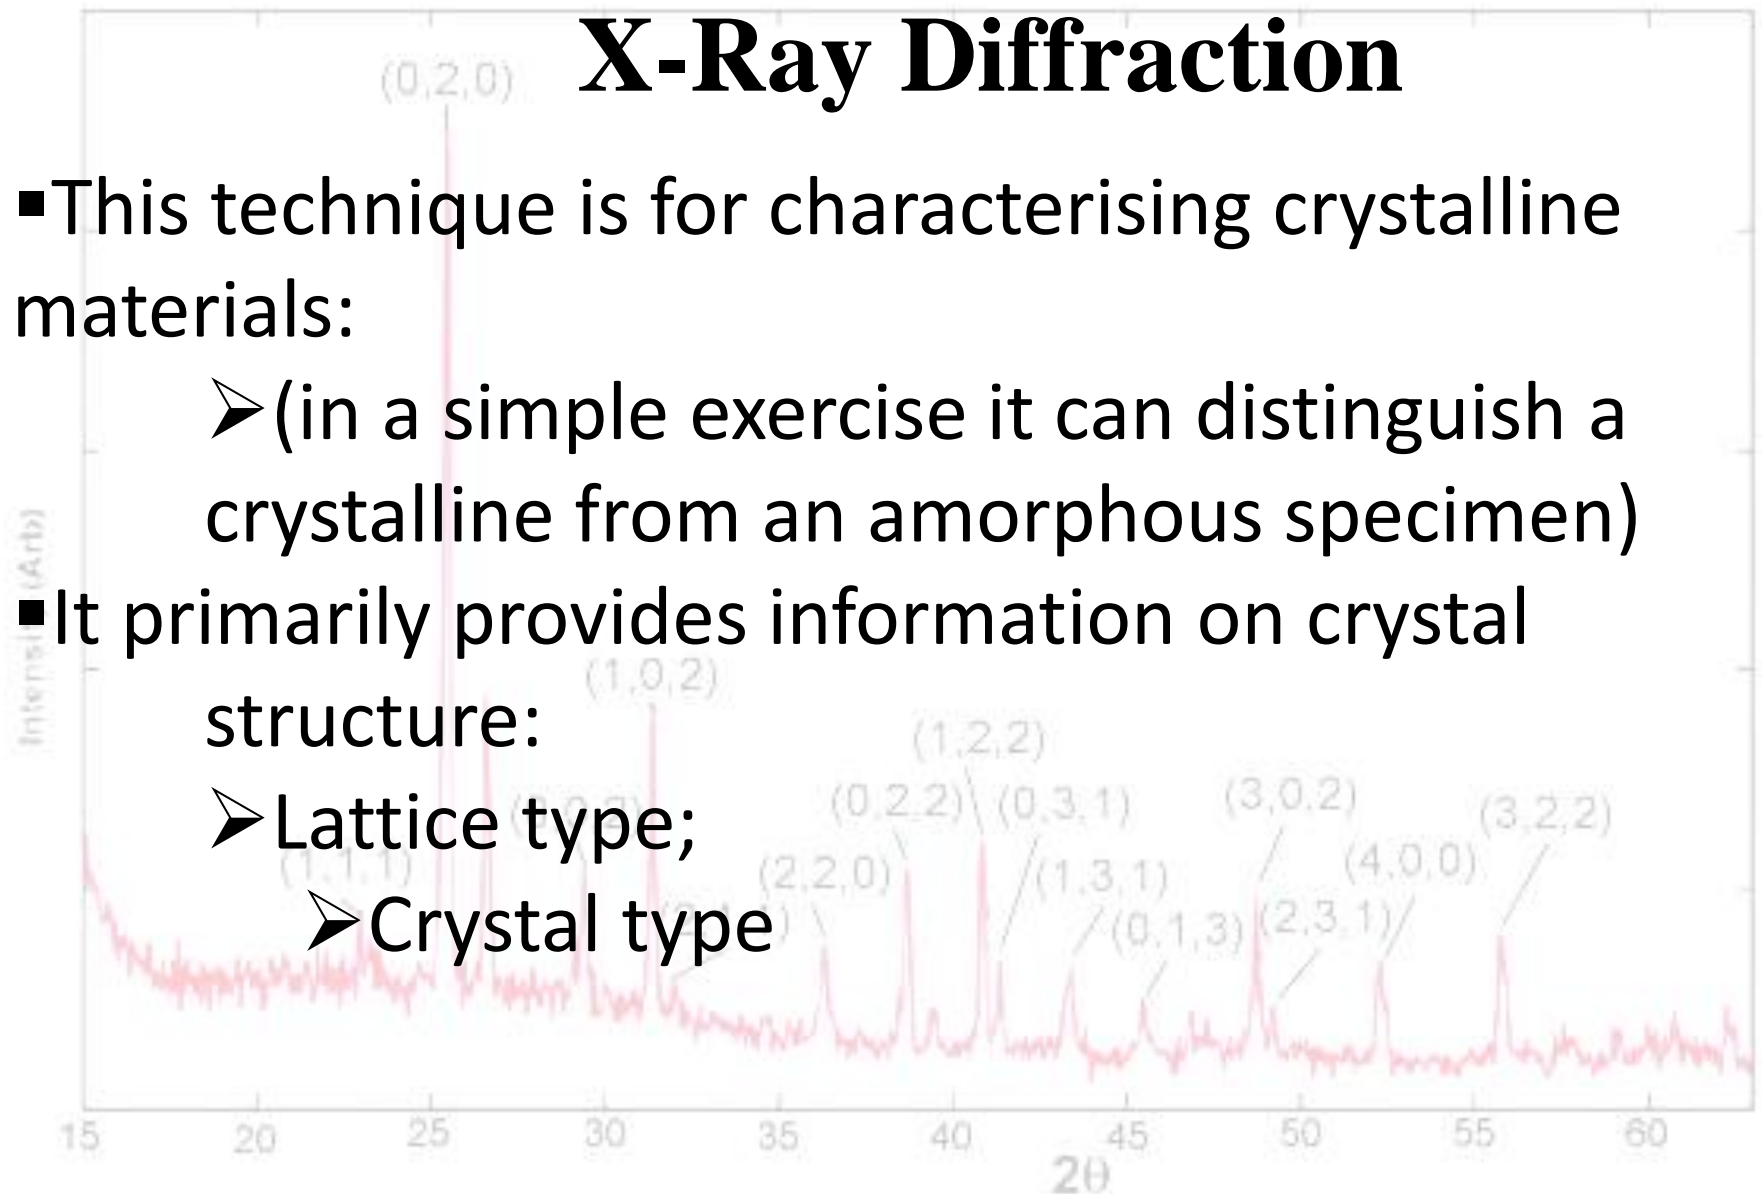 X-Ray Diffraction
(0,2,0)
▪This technique is for characterising crystalline
materials:
➢(in a simple exercise it can distinguish a
crystalline from an amorphous specimen)
▪It primarily provides information on crystal
structure:
➢Lattice type;
➢Crystal type
(1,0,2)
(1,2,2)
(0,2,2)
(0,3,1)
(3,0,2)
(3,2,2)
(1,1,1)
(2,2,0)
(1,3,1)
(4,0,0)
(0,1,3)
(2,3,1)
(Arb)
15 20 25 30 35 40 45 50 55 60
2θ